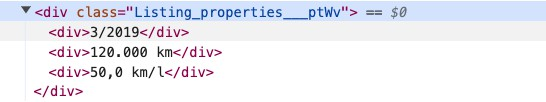 ▼<div class="Listing_properties___ptWv"> == $0
<div>3/2019</div>
<div>120.000 km</div>
<div>50,0 km/l</div>
</div>